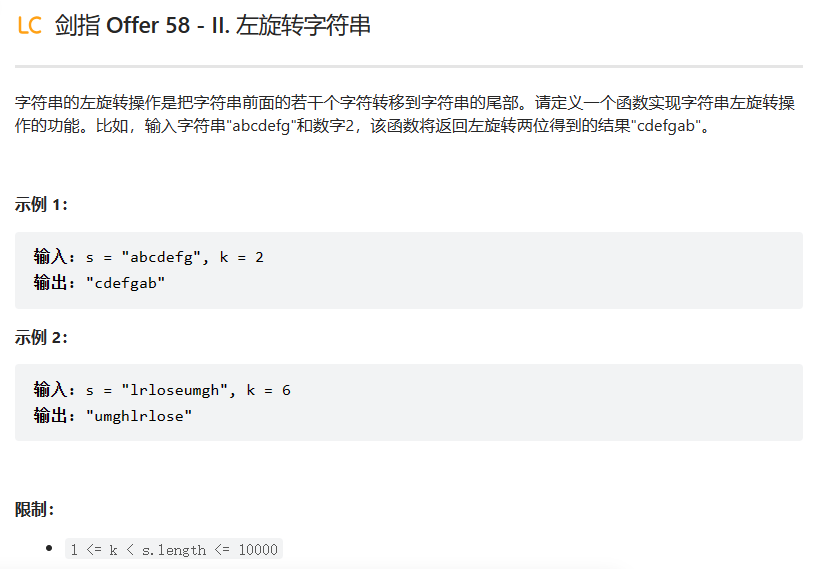 LC 剑指 Offer 58 - II. 左旋转字符串
字符串的左旋转操作是把字符串前面的若干个字符转移到字符串的尾部。请定义一个函数实现字符串左旋转操
作的功能。比如，输入字符串"abcdefg"和数字2，该函数将返回左旋转两位得到的结果"cdefgab"。
示例 1：
输入：s = "abcdefg", k = 2
输出："cdefgab"
示例 2：
输入：s = "lrloseumgh", k = 6
输出："umghlrlose"
限制：
1 <= k < s.length <= 10000